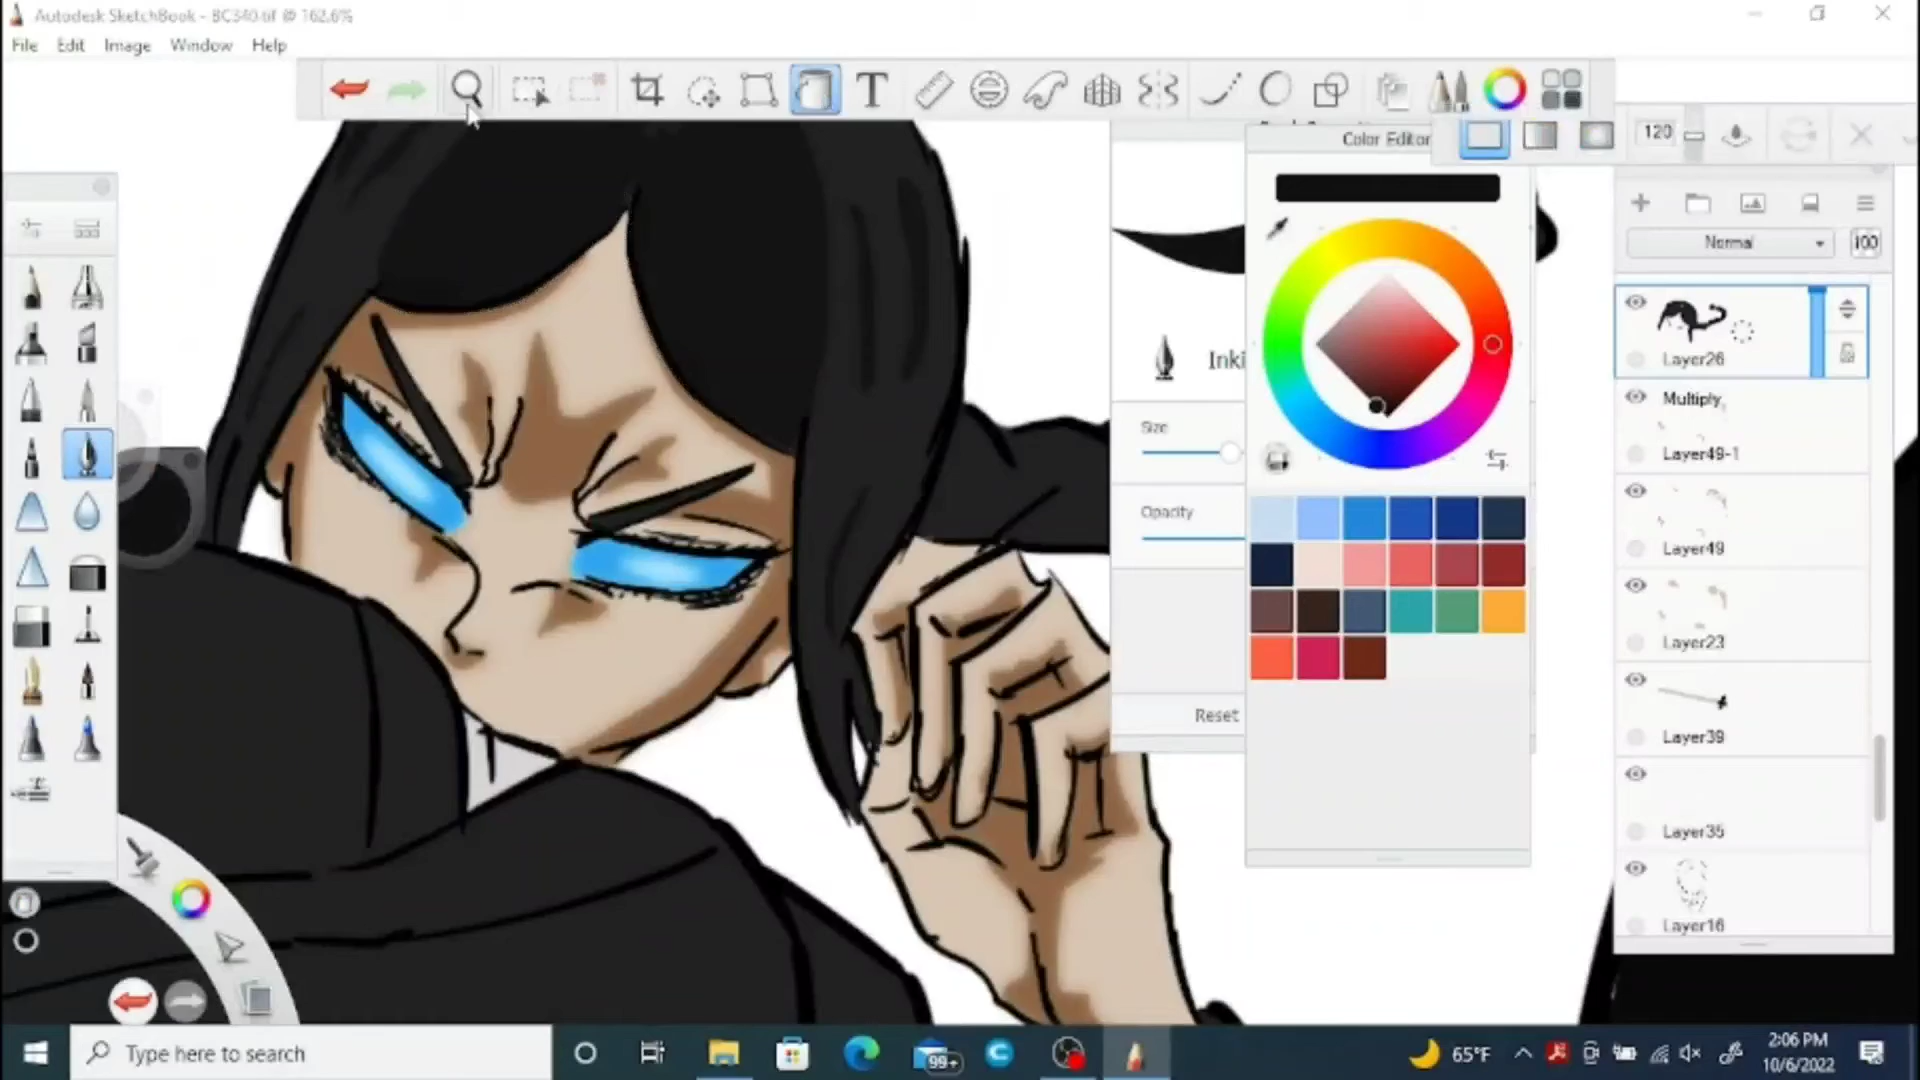 Autodesk SketchBook - BC340.tif @ 162.6%
File Edit Image Window Help
T
Color Editor
120
Normal
100
Layer26
Multiply
Layer49-1
Layer49
Layer23
Layer39
Layer35
Layer16
Inki
Size
Opacity
Reset
Type here to search
99+
65°F
2:06 PM
10/6/2022